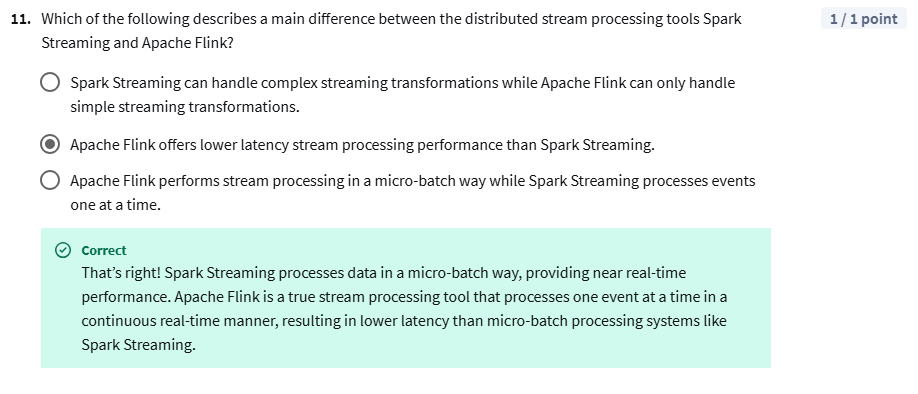 11. Which of the following describes a main difference between the distributed stream processing tools Spark
Streaming and Apache Flink?
1 / 1 point
Spark Streaming can handle complex streaming transformations while Apache Flink can only handle
simple streaming transformations.
Apache Flink offers lower latency stream processing performance than Spark Streaming.
Apache Flink performs stream processing in a micro-batch way while Spark Streaming processes events
one at a time.
Correct
That’s right! Spark Streaming processes data in a micro-batch way, providing near real-time
performance. Apache Flink is a true stream processing tool that processes one event at a time in a
continuous real-time manner, resulting in lower latency than micro-batch processing systems like
Spark Streaming.